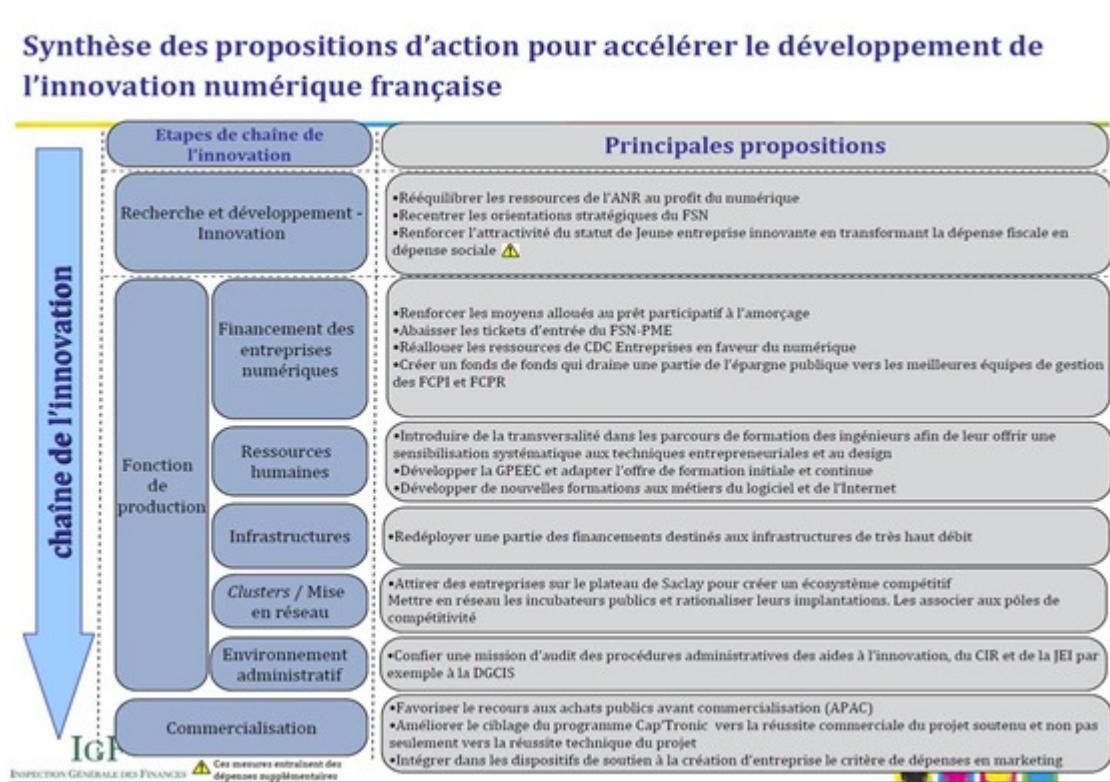 Synthèse des propositions d'action pour accélérer le développement de
l'innovation numérique française
Etapes de chaîne de
l'innovation
Principales propositions
chaîne de l'innovation
Recherche et développement -
Innovation
•Rééquilibrer les ressources de l'ANR au profit du numérique
•Recentrer les orientations stratégiques du FSN
•Renforcer l'attractivité du statut de Jeune entreprise innovante en transformant la dépense fiscale en
dépense sociale
Fonction
de
production
Financement des
entreprises
numériques
•Renforcer les moyens alloués au prêt participatif à l'amorçage
•Abaisser les tickets d'entrée du FSN-PME
•Réallouer les ressources de CDC Entreprises en faveur du numérique
•Créer un fonds de fonds qui draine une partie de l'épargne publique vers les meilleures équipes de gestion
des FCPI et FCPR
Ressources
humaines
•Introduire de la transversalité dans les parcours de formation des ingénieurs afin de leur offrir une
sensibilisation systématique aux techniques entrepreneuriales et au design
•Développer la GPEEC et adapter l'offre de formation initiale et continue
•Développer de nouvelles formations aux métiers du logiciel et de l'Internet
Infrastructures
•Redéployer une partie des financements destinés aux infrastructures de très haut débit
Clusters / Mise
en réseau
•Attirer des entreprises sur le plateau de Saclay pour créer un écosystème compétitif
Mettre en réseau les incubateurs publics et rationaliser leurs implantations. Les associer aux pôles de
compétitivité
Environnement
administratif
•Confier une mission d'audit des procédures administratives des aides à l'innovation, du CIR et de la JEI par
exemple à la DGCIS
Commercialisation
•Favoriser le recours aux achats publics avant commercialisation (APAC)
•Améliorer le ciblage du programme Cap'Tronic vers la réussite commerciale du projet soutenu et non pas
seulement vers la réussite technique du projet
•Intégrer dans les dispositifs de soutien à la création d'entreprise le critère de dépenses en marketing
INSPECTION GÉNÉRALE DES FINANCES
Ces mesures entraînent des
dépenses supplémentaires